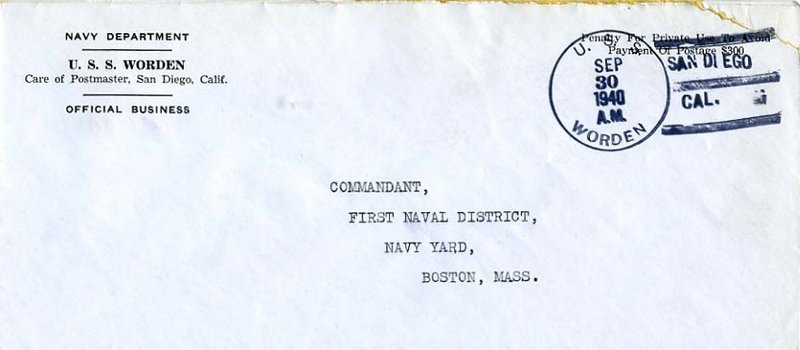 NAVY DEPARTMENT
U. S. S. WORDEN
Care of Postmaster, San Diego, Calif.
OFFICIAL BUSINESS
Penalty For Private Use To Avoid
Payment Of Postage $300
U. S. S.
SEP
30
1940
A.M.
WORDEN
SAN DIEGO
CAL.
COMMANDANT,
FIRST NAVAL DISTRICT,
NAVY YARD,
BOSTON, MASS.